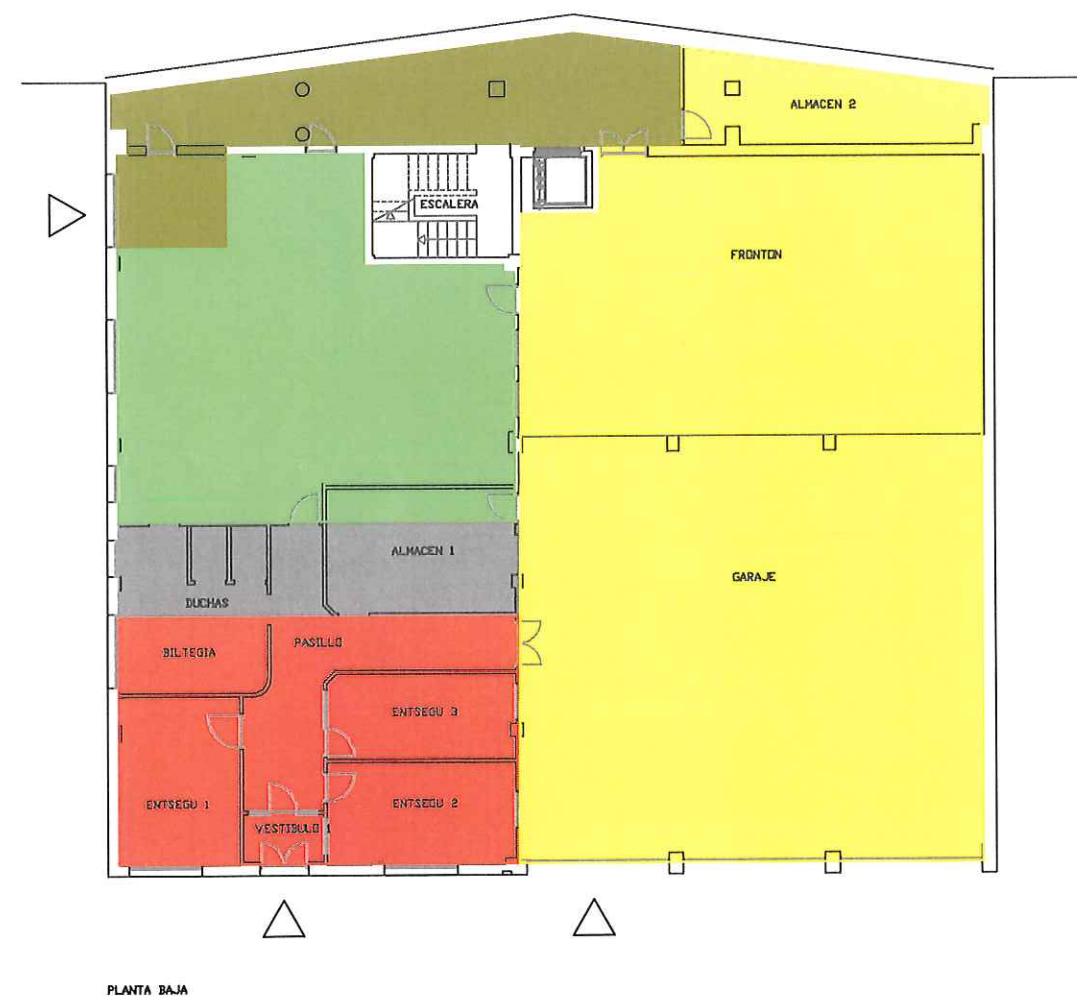 ALMACEN 2
ESCALERA
FRONTON
ALMACEN 1
GARAJE
DUCHAS
PASILLO
BILTEGIA
ENTSEGU 3
ENTSEGU 1
ENTSEGU 2
VESTIBULO 1
PLANTA BAJA